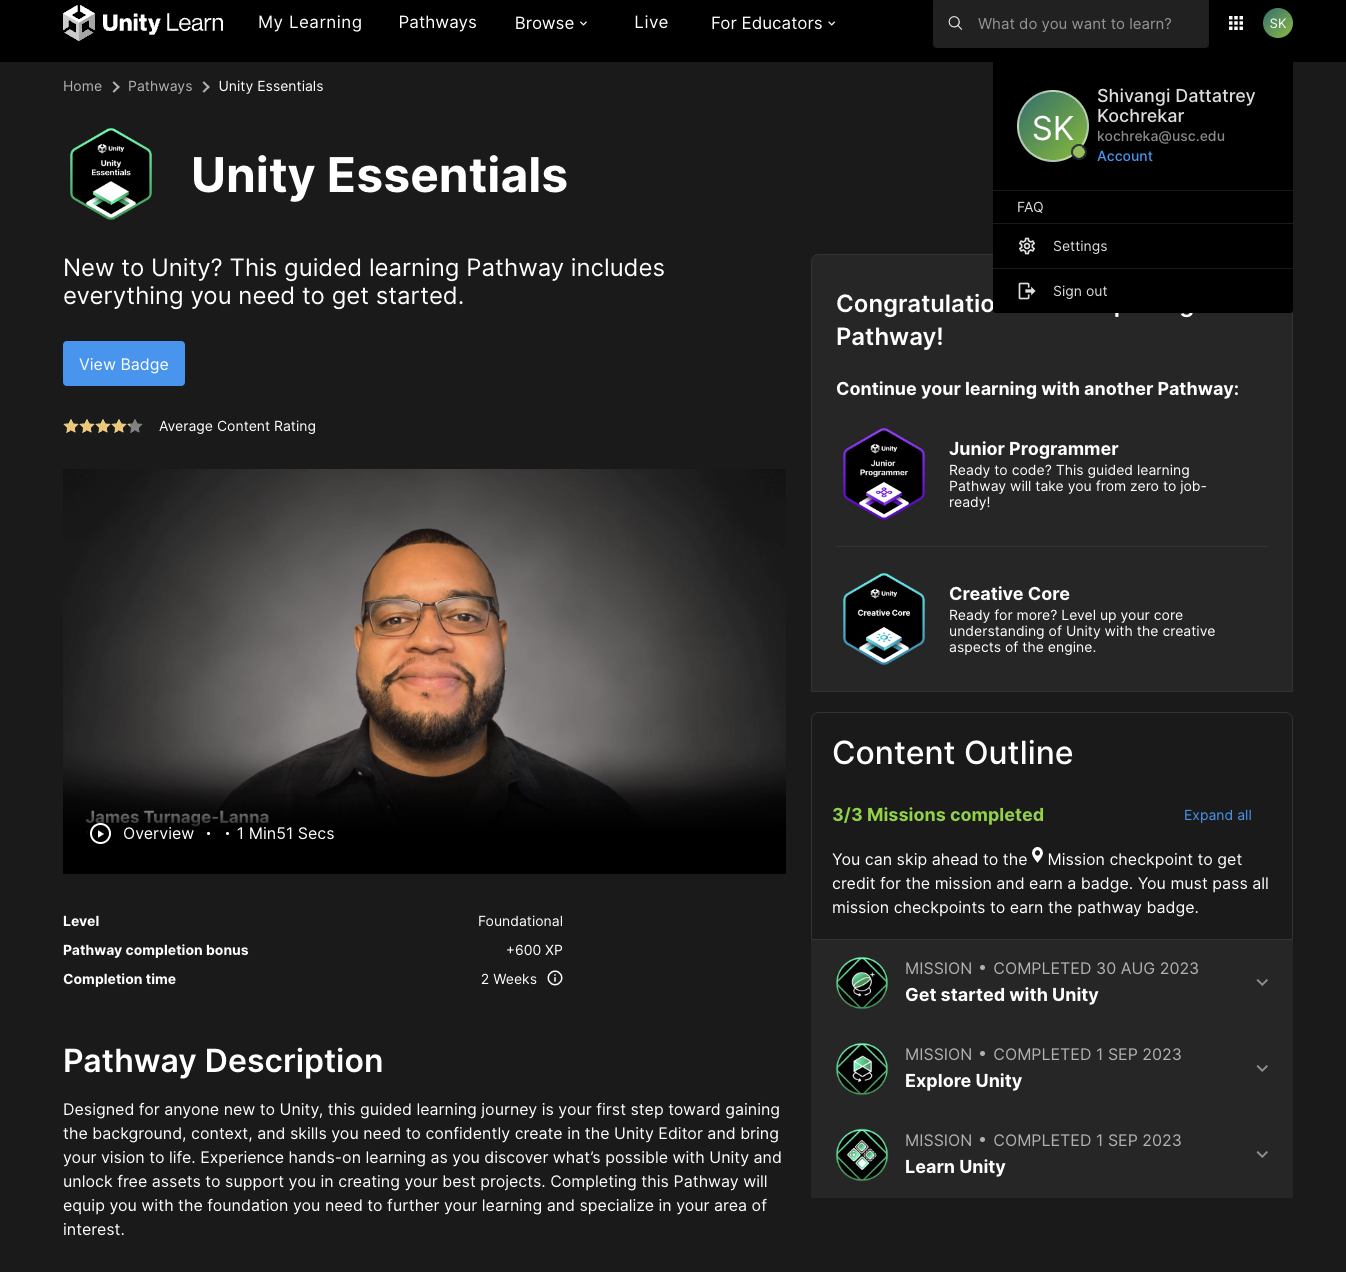 Unity Learn
My Learning
Pathways
Browse
Live
For Educators
What do you want to learn?
SK
Home > Pathways > Unity Essentials
SK
Shivangi Dattatrey
Kochrekar
kochreka@usc.edu
Account
FAQ
Settings
Sign out
Unity
Unity
Essentials
Unity Essentials
New to Unity? This guided learning Pathway includes
everything you need to get started.
View Badge
Average Content Rating
James Turnage-Lanna
Overview • • 1 Min51 Secs
Level Foundational
Pathway completion bonus +600 XP
Completion time 2 Weeks
Pathway Description
Designed for anyone new to Unity, this guided learning journey is your first step toward gaining
the background, context, and skills you need to confidently create in the Unity Editor and bring
your vision to life. Experience hands-on learning as you discover what’s possible with Unity and
unlock free assets to support you in creating your best projects. Completing this Pathway will
equip you with the foundation you need to further your learning and specialize in your area of
interest.
Congratulatio
Pathway!
Continue your learning with another Pathway:
Unity
Junior
Programmer
Junior Programmer
Ready to code? This guided learning
Pathway will take you from zero to job-
ready!
Unity
Creative Core
Creative Core
Ready for more? Level up your core
understanding of Unity with the creative
aspects of the engine.
Content Outline
3/3 Missions completed
Expand all
You can skip ahead to the Mission checkpoint to get
credit for the mission and earn a badge. You must pass all
mission checkpoints to earn the pathway badge.
MISSION • COMPLETED 30 AUG 2023
Get started with Unity
MISSION • COMPLETED 1 SEP 2023
Explore Unity
MISSION • COMPLETED 1 SEP 2023
Learn Unity